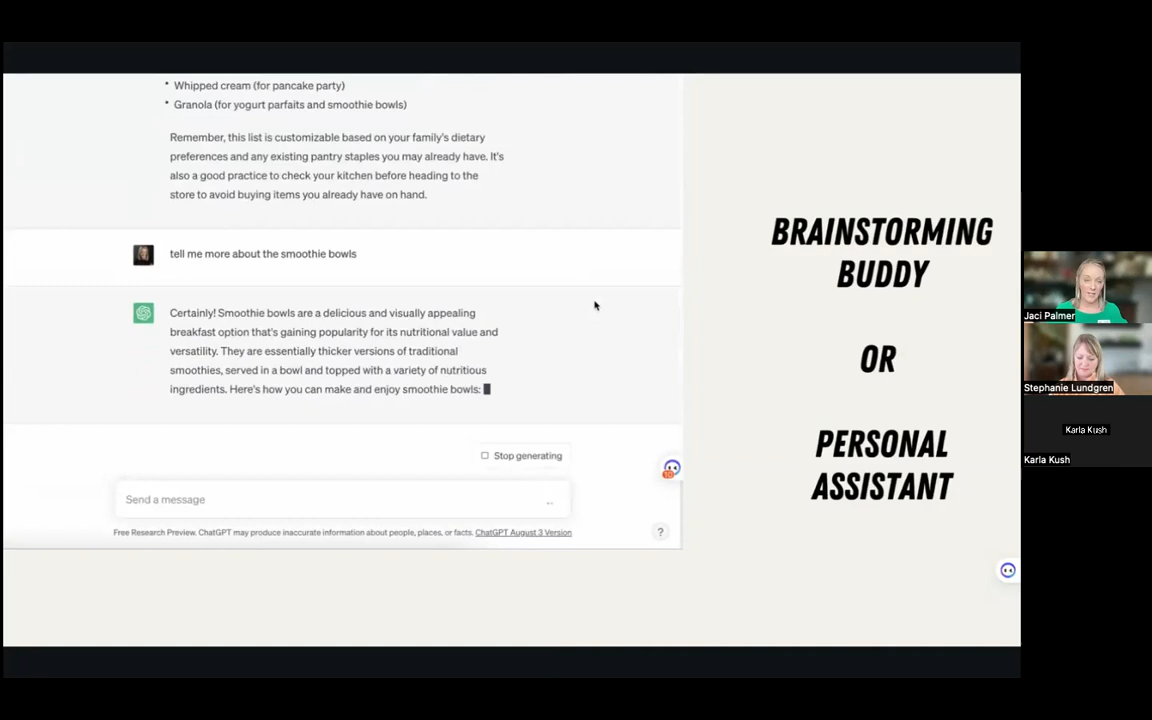 • Whipped cream (for pancake party)
• Granola (for yogurt parfaits and smoothie bowls)
Remember, this list is customizable based on your family's dietary
preferences and any existing pantry staples you may already have. It's
also a good practice to check your kitchen before heading to the
store to avoid buying items you already have on hand.
tell me more about the smoothie bowls
Certainly! Smoothie bowls are a delicious and visually appealing
breakfast option that's gaining popularity for its nutritional value and
versatility. They are essentially thicker versions of traditional
smoothies, served in a bowl and topped with a variety of nutritious
ingredients. Here's how you can make and enjoy smoothie bowls:
Stop generating
Send a message
Free Research Preview. ChatGPT may produce inaccurate information about people, places, or facts. ChatGPT August 3 Version
?
BRAINSTORMING
BUDDY
OR
PERSONAL
ASSISTANT
Jaci Palmer
Stephanie Lundgren
Karla Kush
Karla Kush